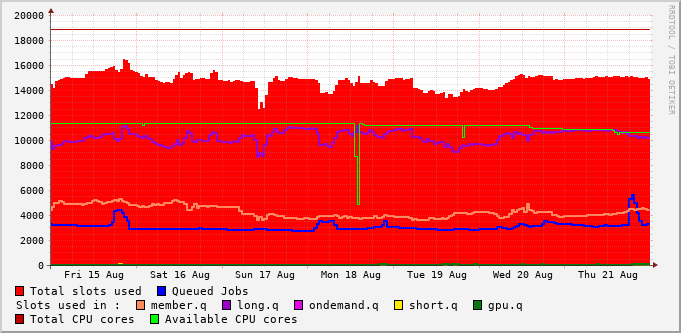 20000
18000
16000
14000
12000
10000
8000
6000
4000
2000
0
Fri 15 Aug Sat 16 Aug Sun 17 Aug Mon 18 Aug Tue 19 Aug Wed 20 Aug Thu 21 Aug
Total slots used Queued Jobs
Slots used in : member.q long.q ondemand.q short.q gpu.q
Total CPU cores Available CPU cores
RRDTOOL / TOBI OETIKER